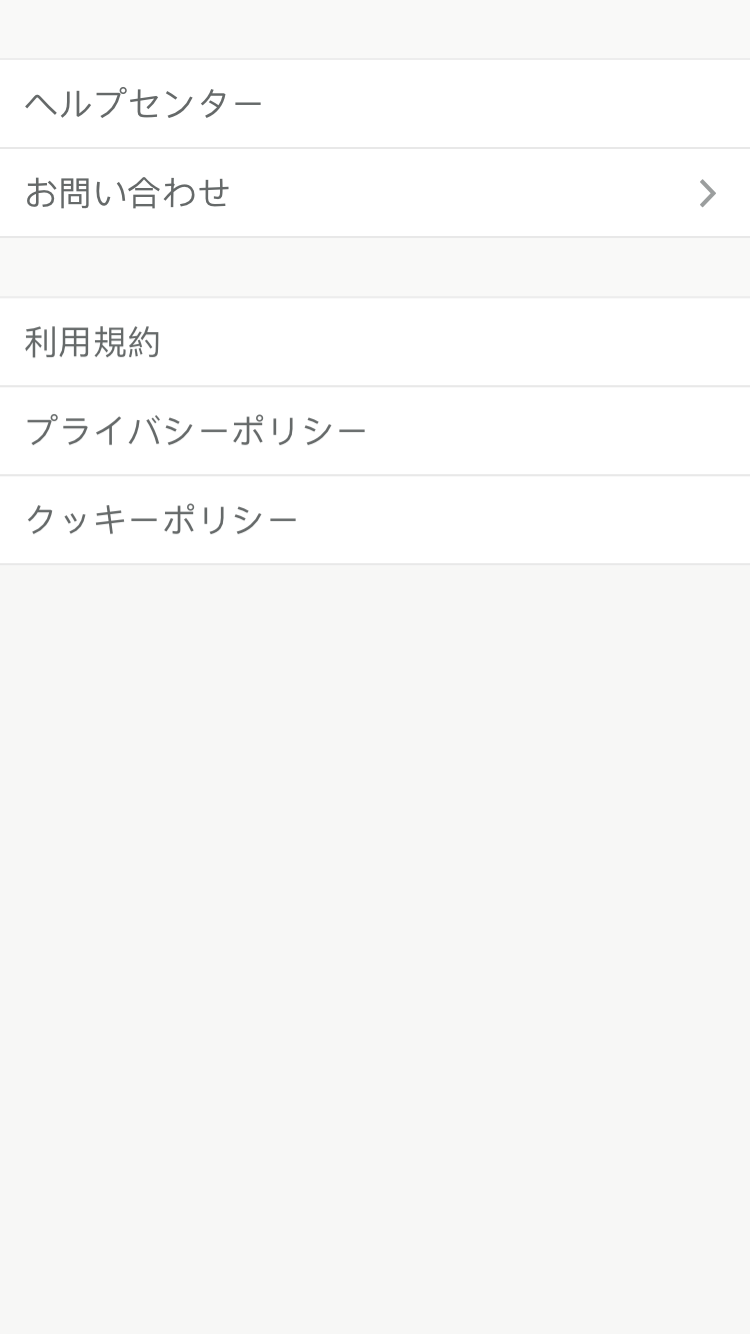 ヘルプセンター
お問い合わせ
利用規約
プライバシーポリシー
クッキーポリシー